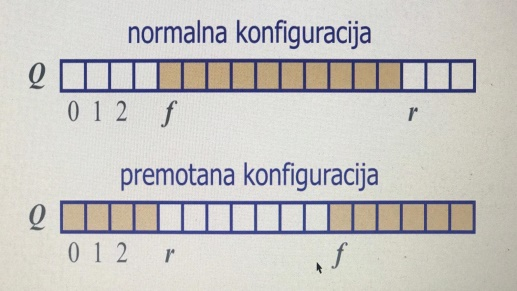 normalna konfiguracija
Q
0 1 2 f r
premotana konfiguracija
Q
0 1 2 r f